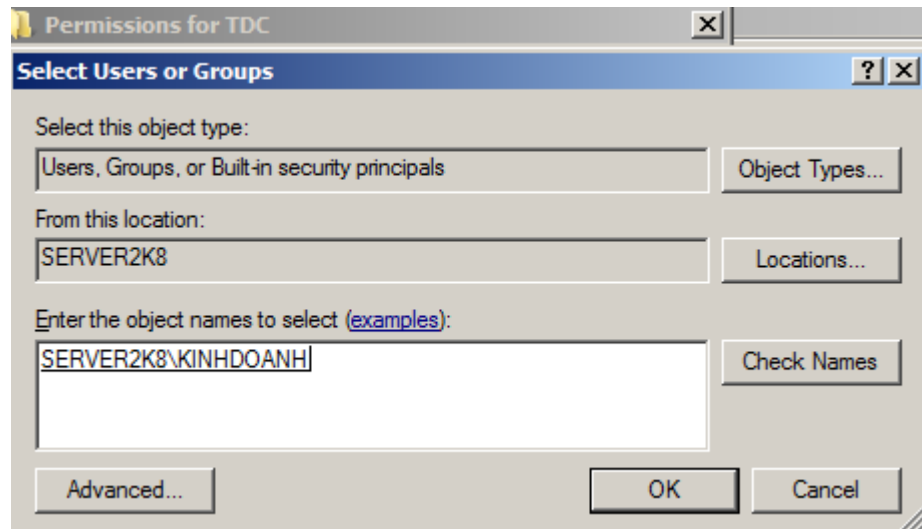 Permissions for TDC
Select Users or Groups
Select this object type:
Users, Groups, or Built-in security principals
Object Types...
From this location:
SERVER2K8
Locations...
Enter the object names to select (examples):
SERVER2K8\KINHDOANH
Check Names
Advanced...
OK
Cancel